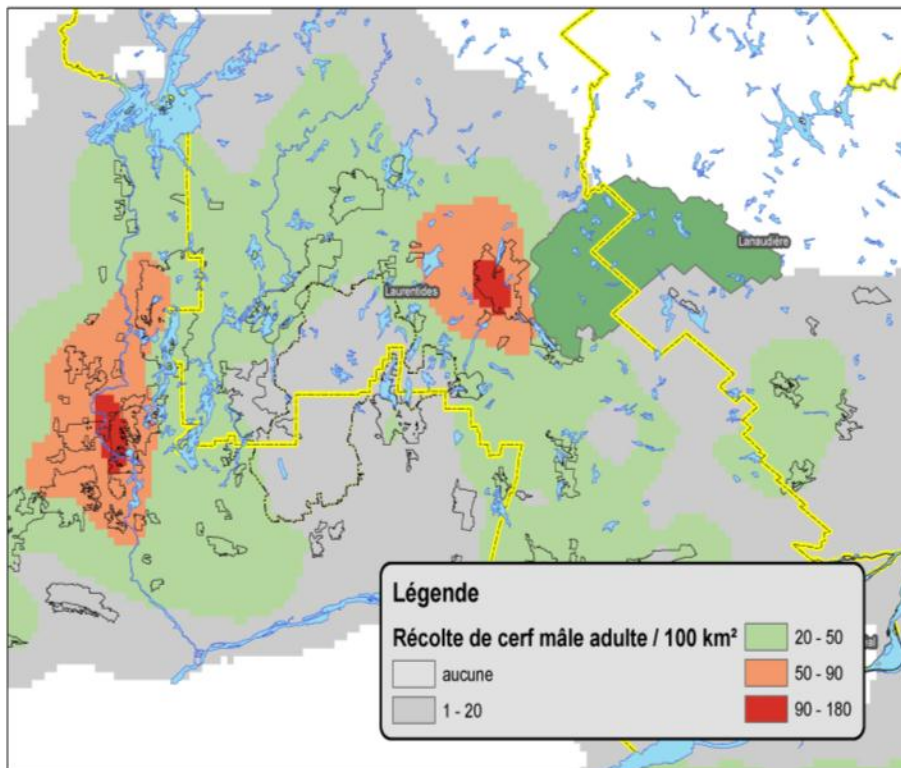 Lanaudière
Laurentides
Légende
Récolte de cerf mâle adulte / 100 km²
aucune
1 - 20
20 - 50
50 - 90
90 - 180